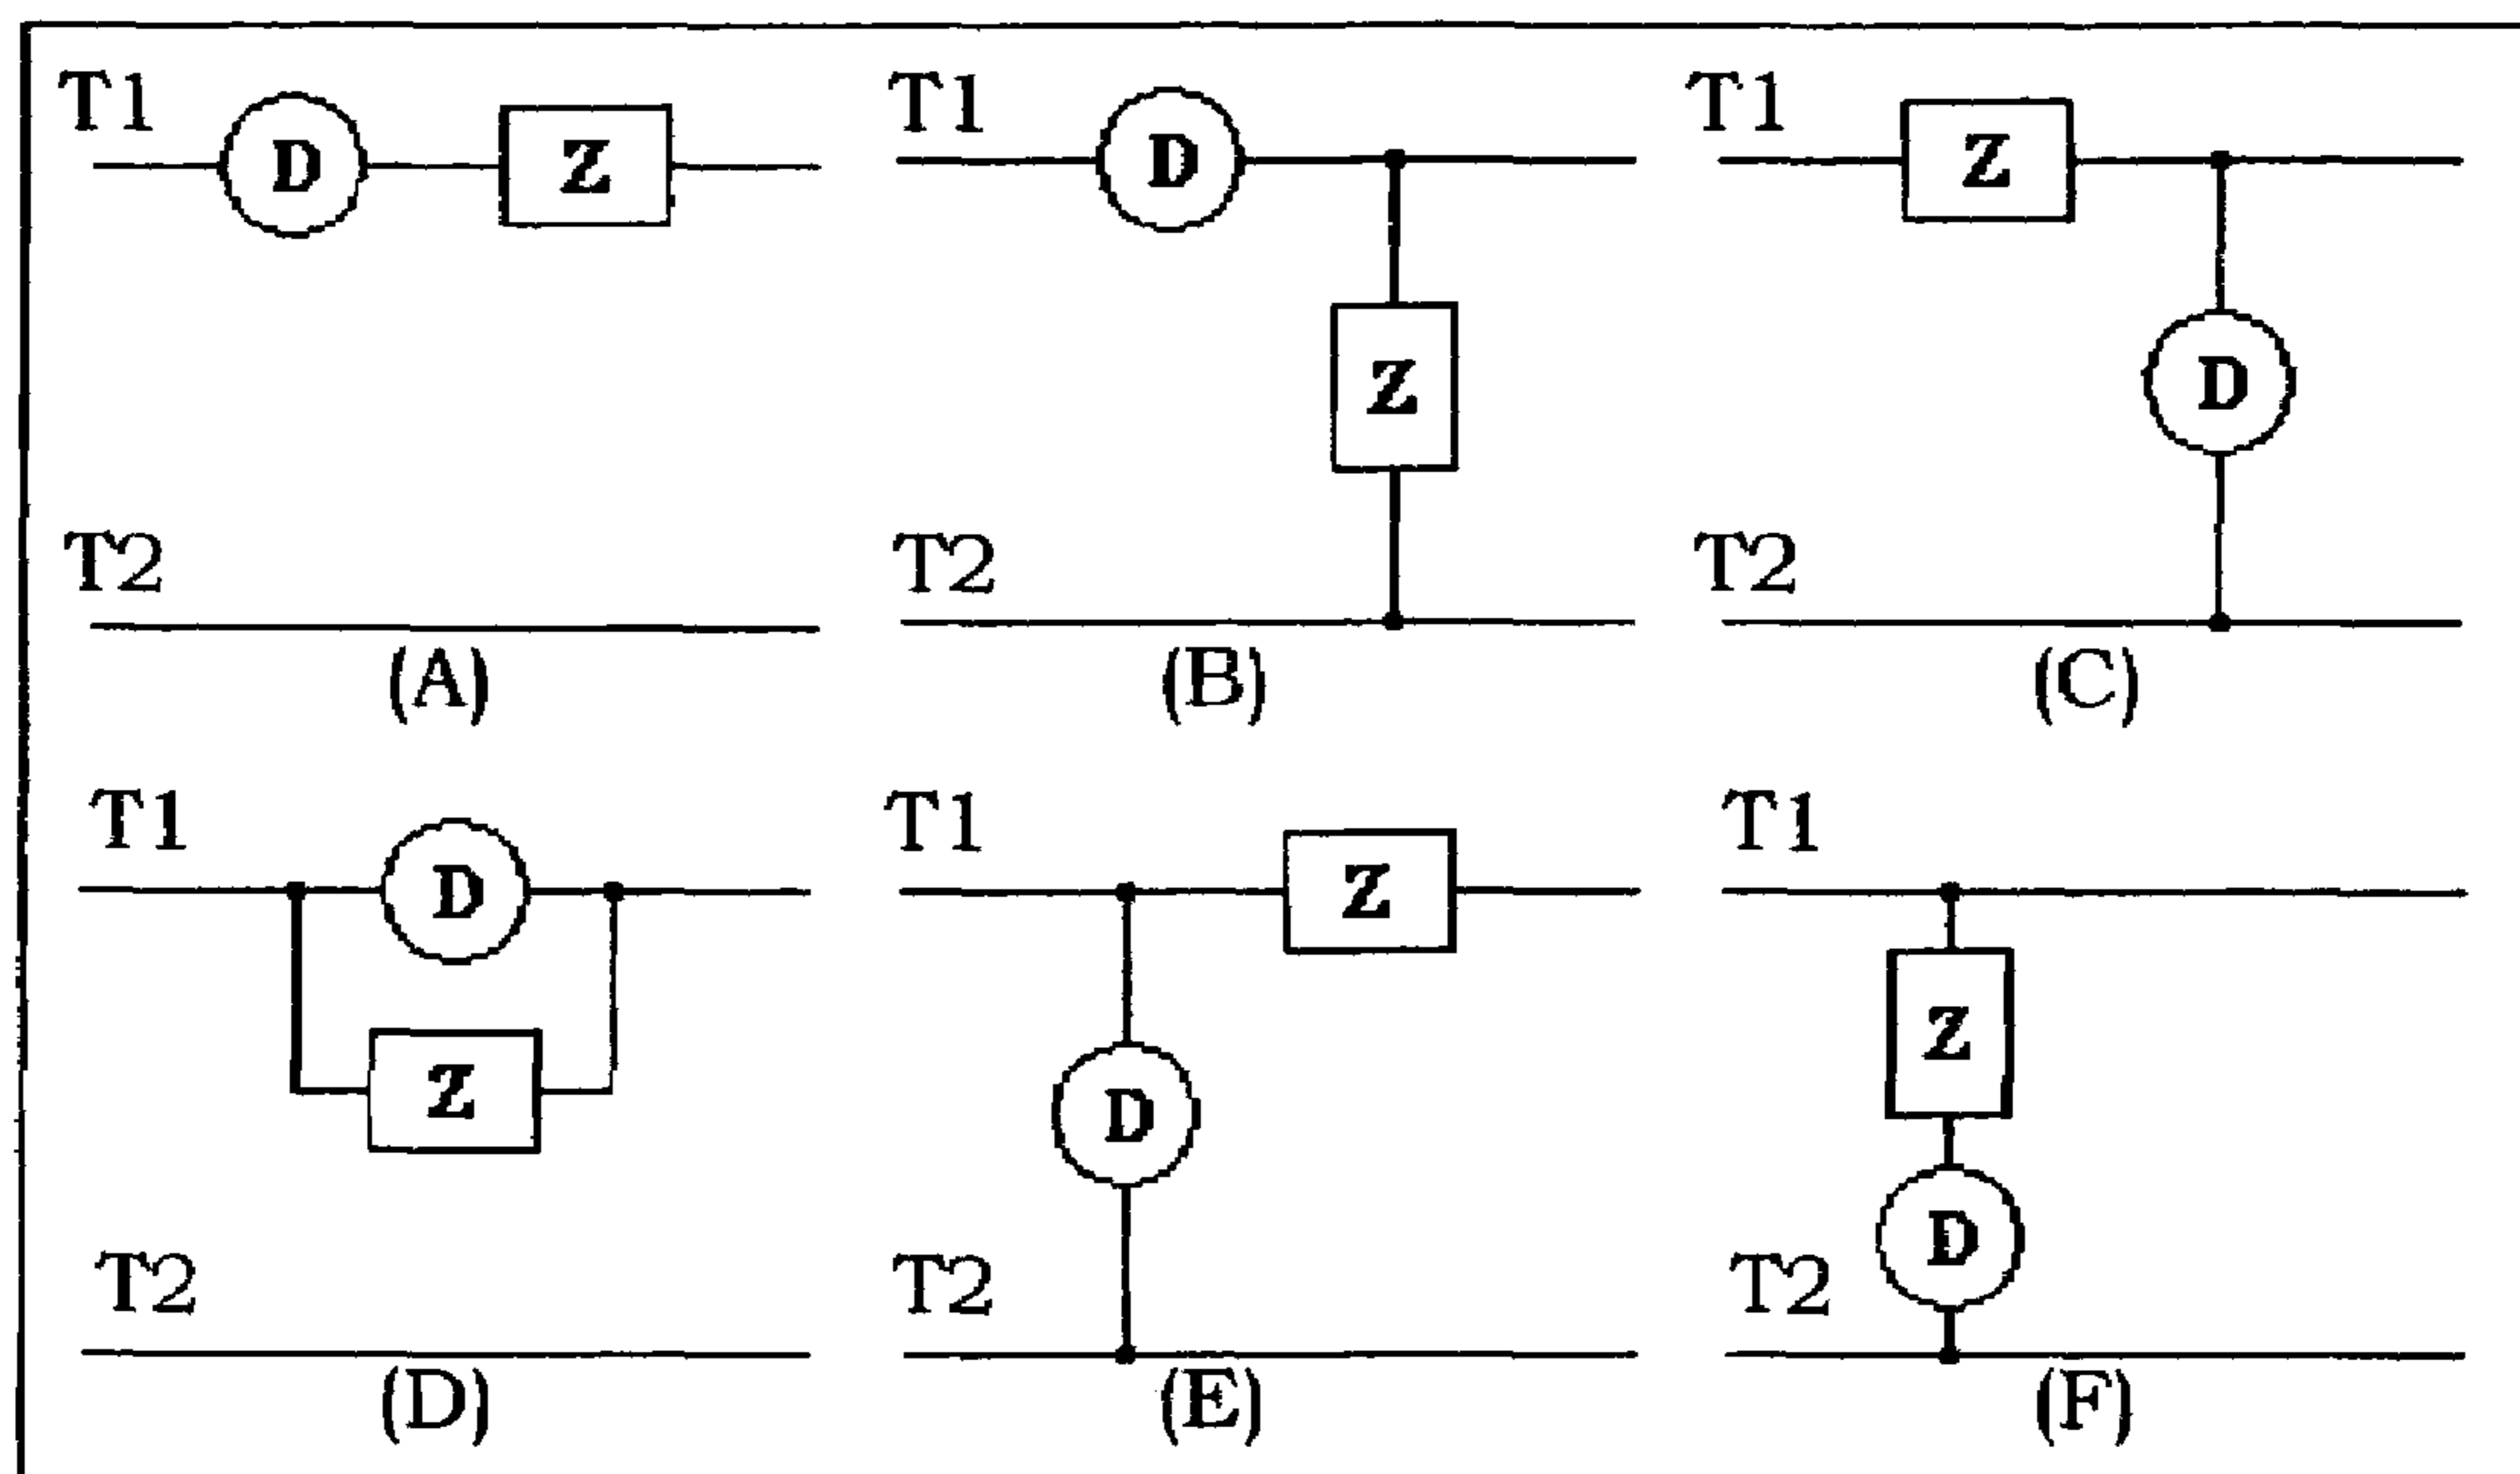 T1 D Z T1 D T1 Z
Z D
T2 T2 T2
(A) (B) (C)
T1 D T1 Z T1
Z D Z
D
T2 T2 T2
(D) (E) (F)